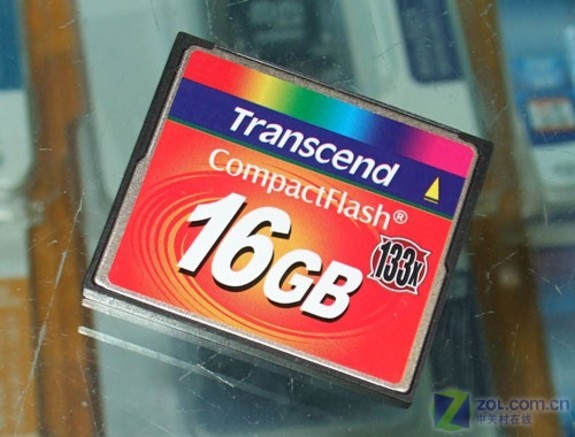 Transcend
CompactFlash®
16GB
133x
Z ZOL.COM.CN
中关村在线